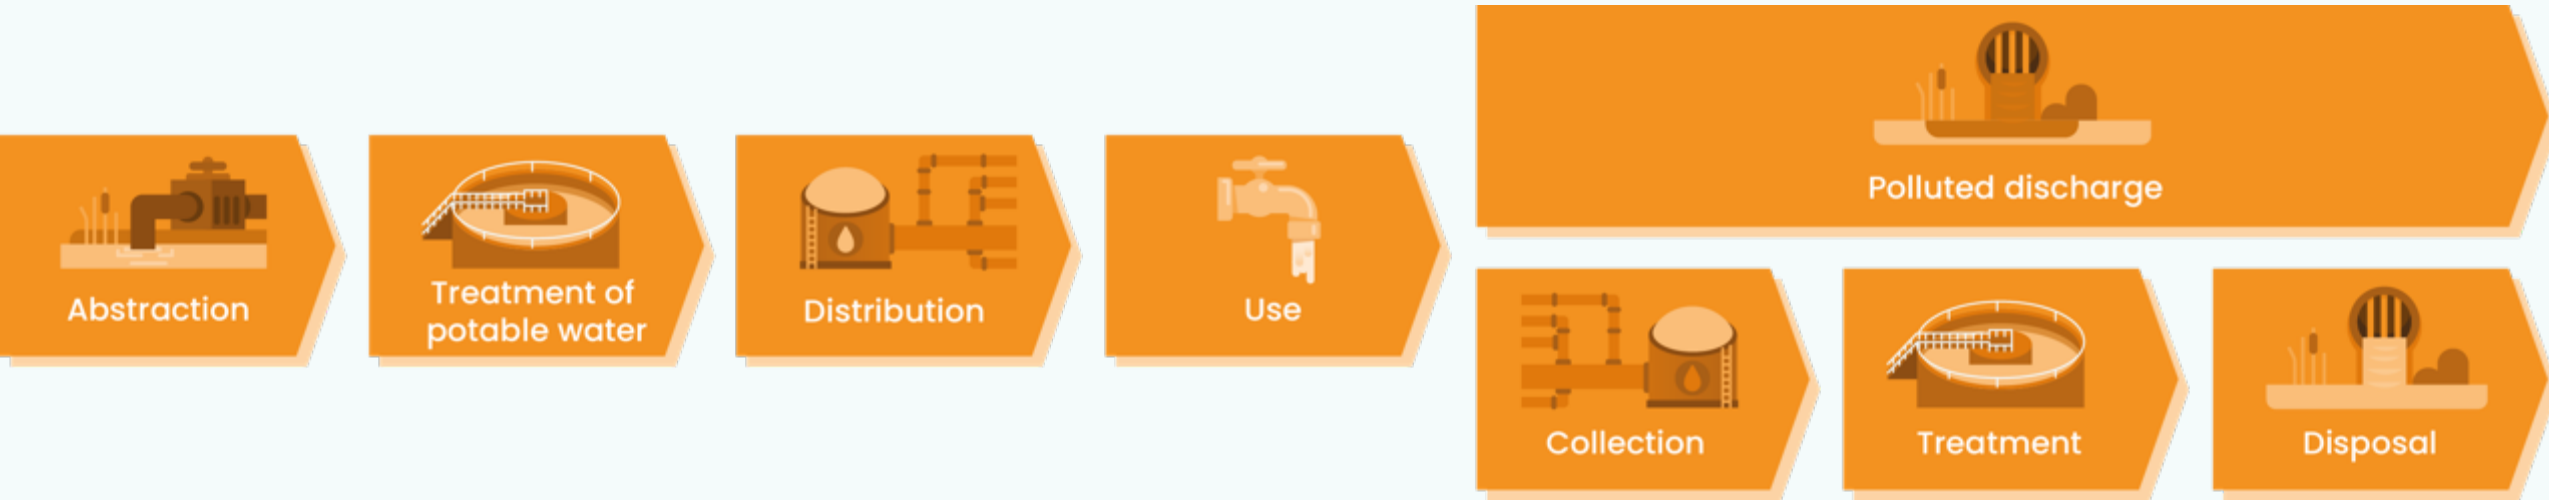 Abstraction
Treatment of
potable water
Distribution
Use
Polluted discharge
Collection
Treatment
Disposal